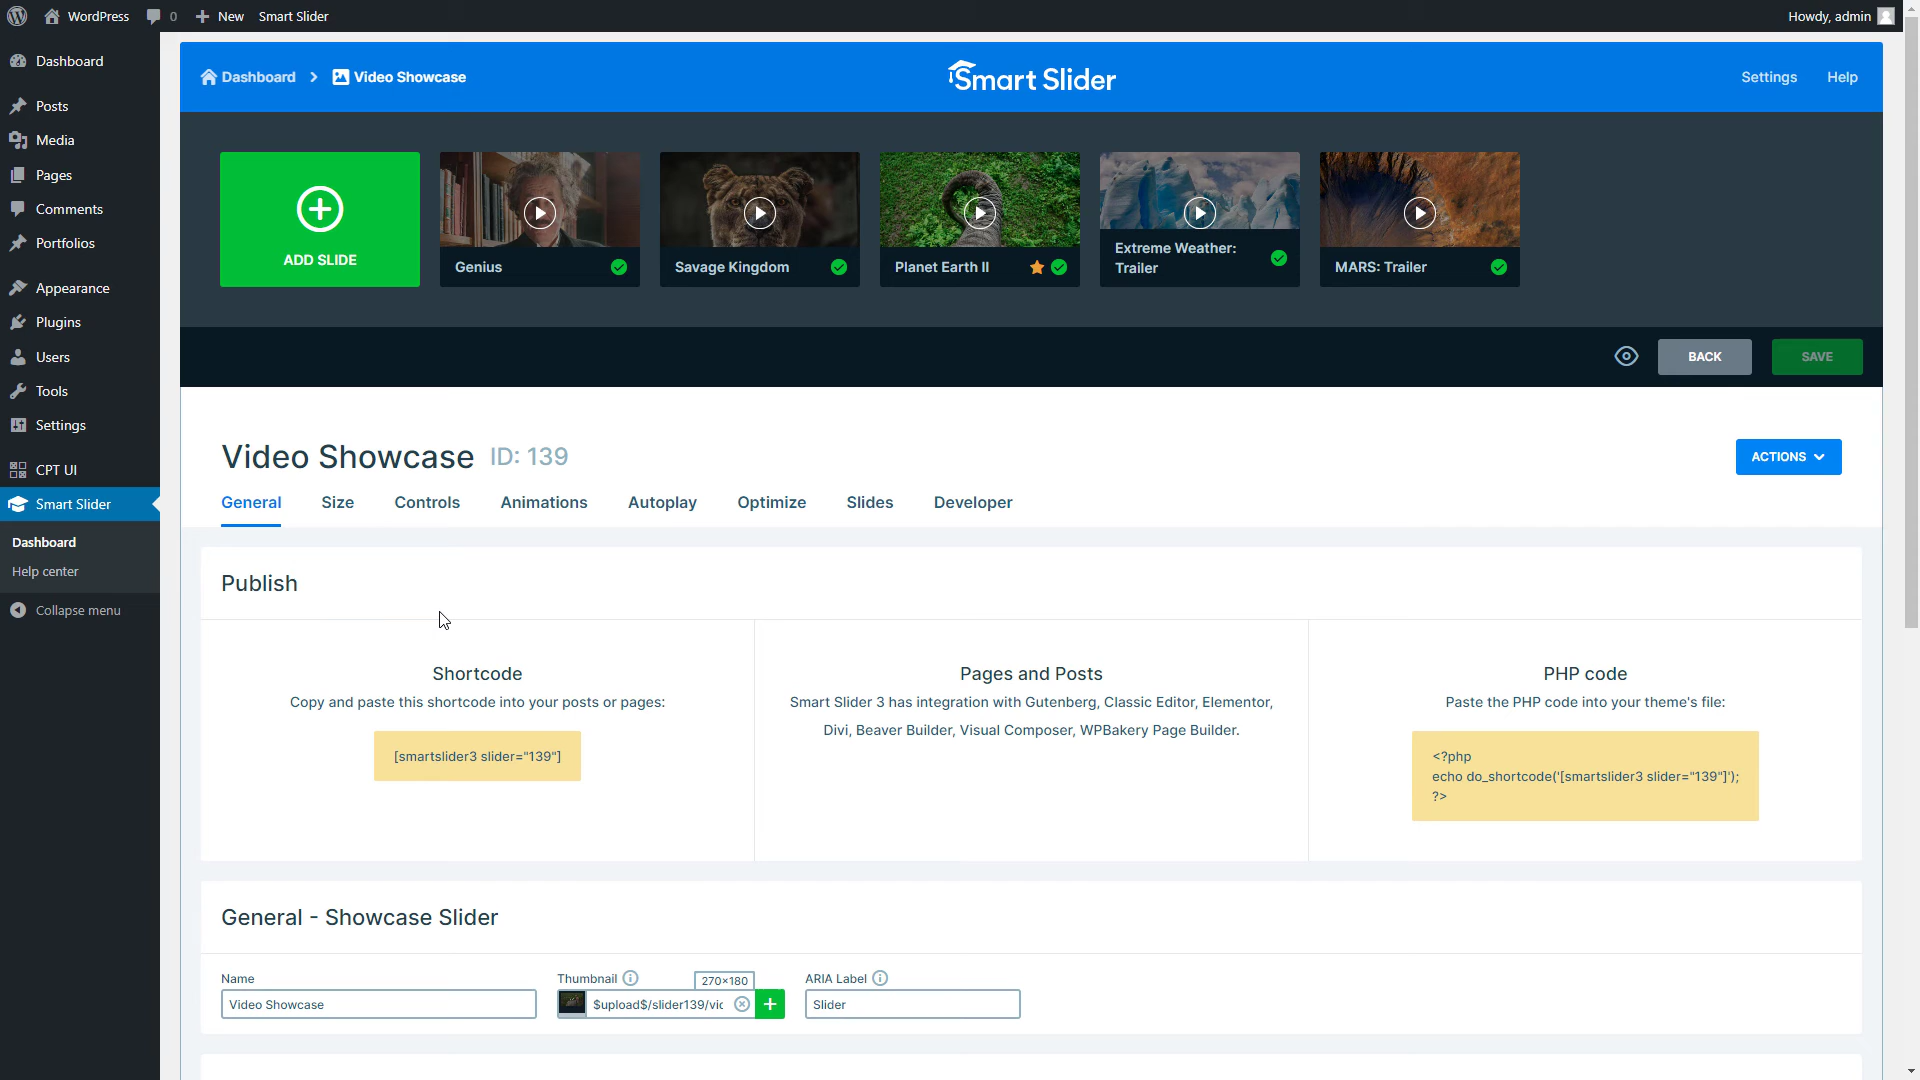 WordPress
0
New
Smart Slider
Howdy, admin
Dashboard
Posts
Media
Pages
Comments
Portfolios
Appearance
Plugins
Users
Tools
Settings
CPT UI
Smart Slider
Dashboard
Help center
Collapse menu
Dashboard
Video Showcase
Smart Slider
Settings
Help
ADD SLIDE
Genius
Savage Kingdom
Planet Earth II
Extreme Weather:
Trailer
MARS: Trailer
BACK
SAVE
Video Showcase ID: 139
ACTIONS
General
Size
Controls
Animations
Autoplay
Optimize
Slides
Developer
Publish
Shortcode
Copy and paste this shortcode into your posts or pages:
[smartslider3 slider="139"]
Pages and Posts
Smart Slider 3 has integration with Gutenberg, Classic Editor, Elementor,
Divi, Beaver Builder, Visual Composer, WPBakery Page Builder.
PHP code
Paste the PHP code into your theme's file:
<?php
echo do_shortcode('[smartslider3 slider="139"]');
?>
General - Showcase Slider
Name
Video Showcase
Thumbnail
270×180
$upload$/slider139/vic
ARIA Label
Slider